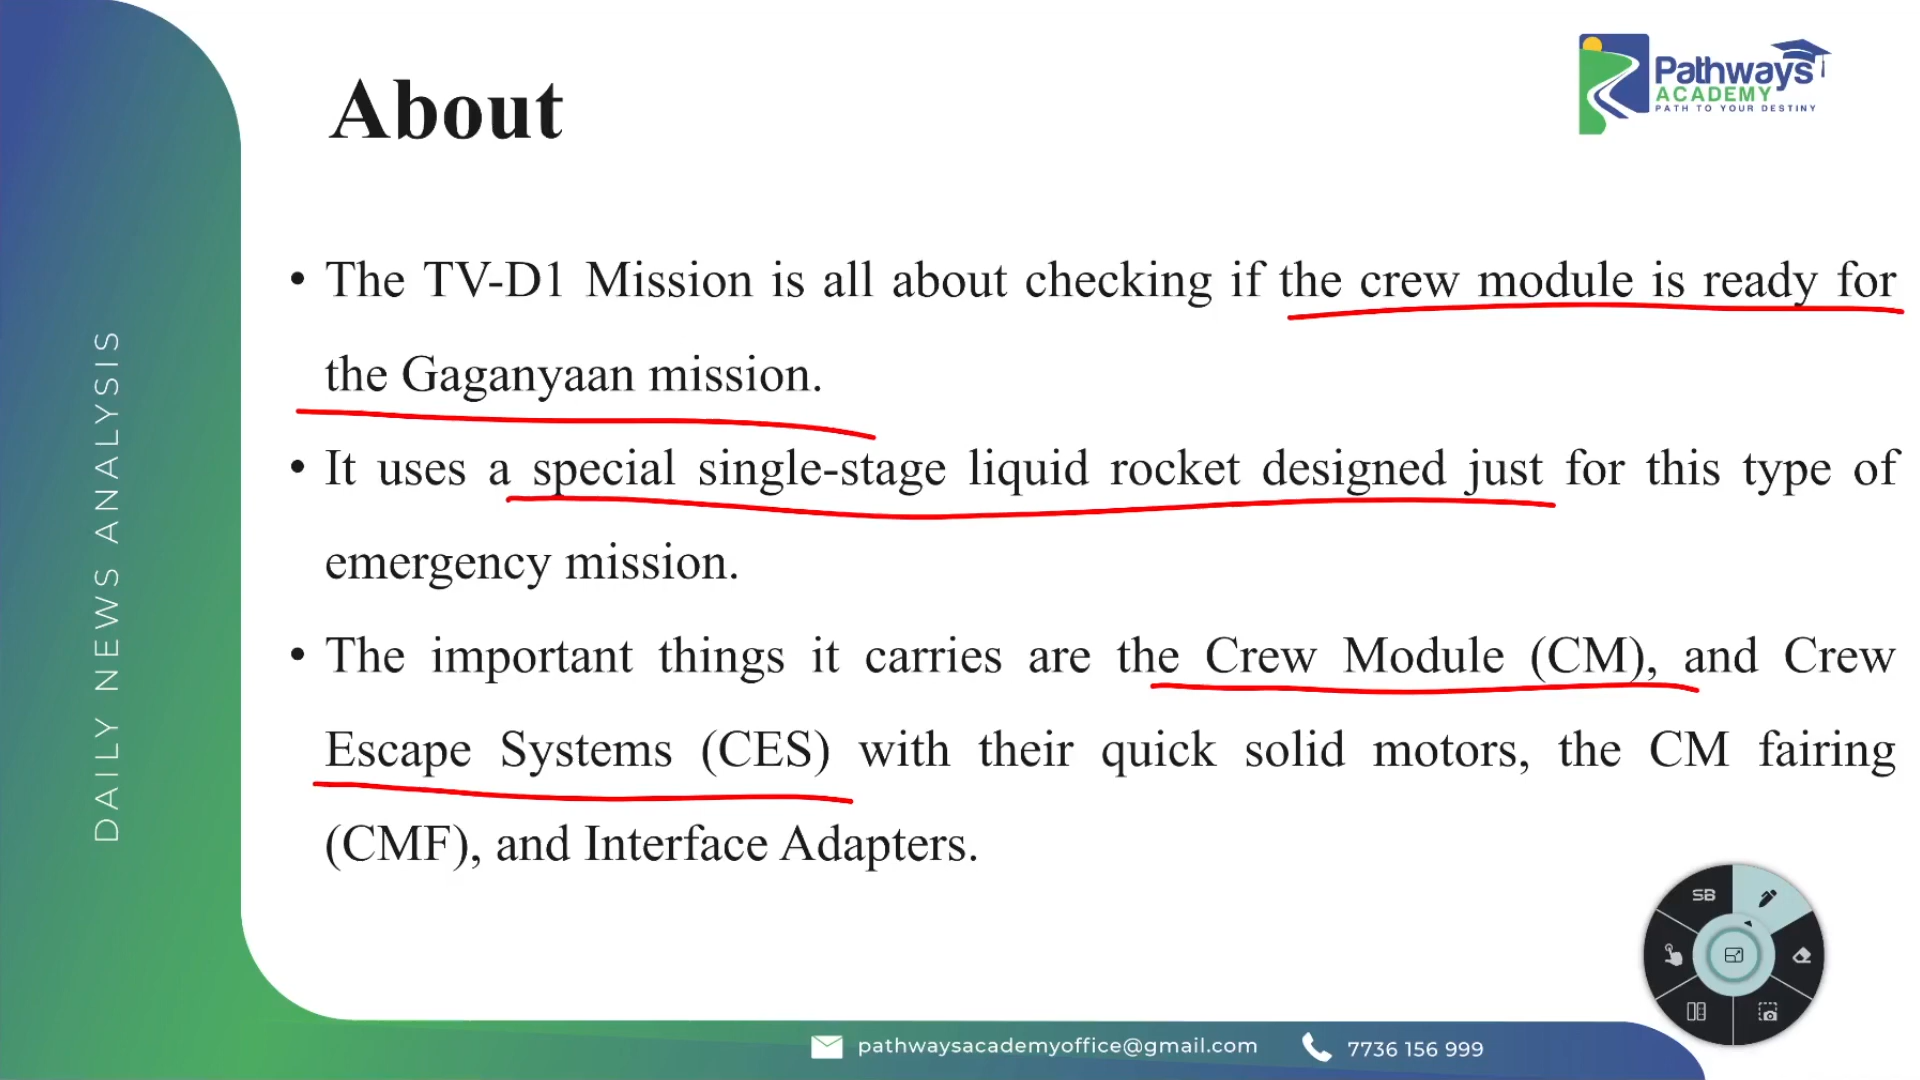 About
Pathways
ACADEMY
PATH TO YOUR DESTINY
• The TV-D1 Mission is all about checking if the crew module is ready for
the Gaganyaan mission.
• It uses a special single-stage liquid rocket designed just for this type of
emergency mission.
• The important things it carries are the Crew Module (CM), and Crew
Escape Systems (CES) with their quick solid motors, the CM fairing
(CMF), and Interface Adapters.
DAILY NEWS ANALYSIS
SB
pathwaysacademyoffice@gmail.com
7736 156 999